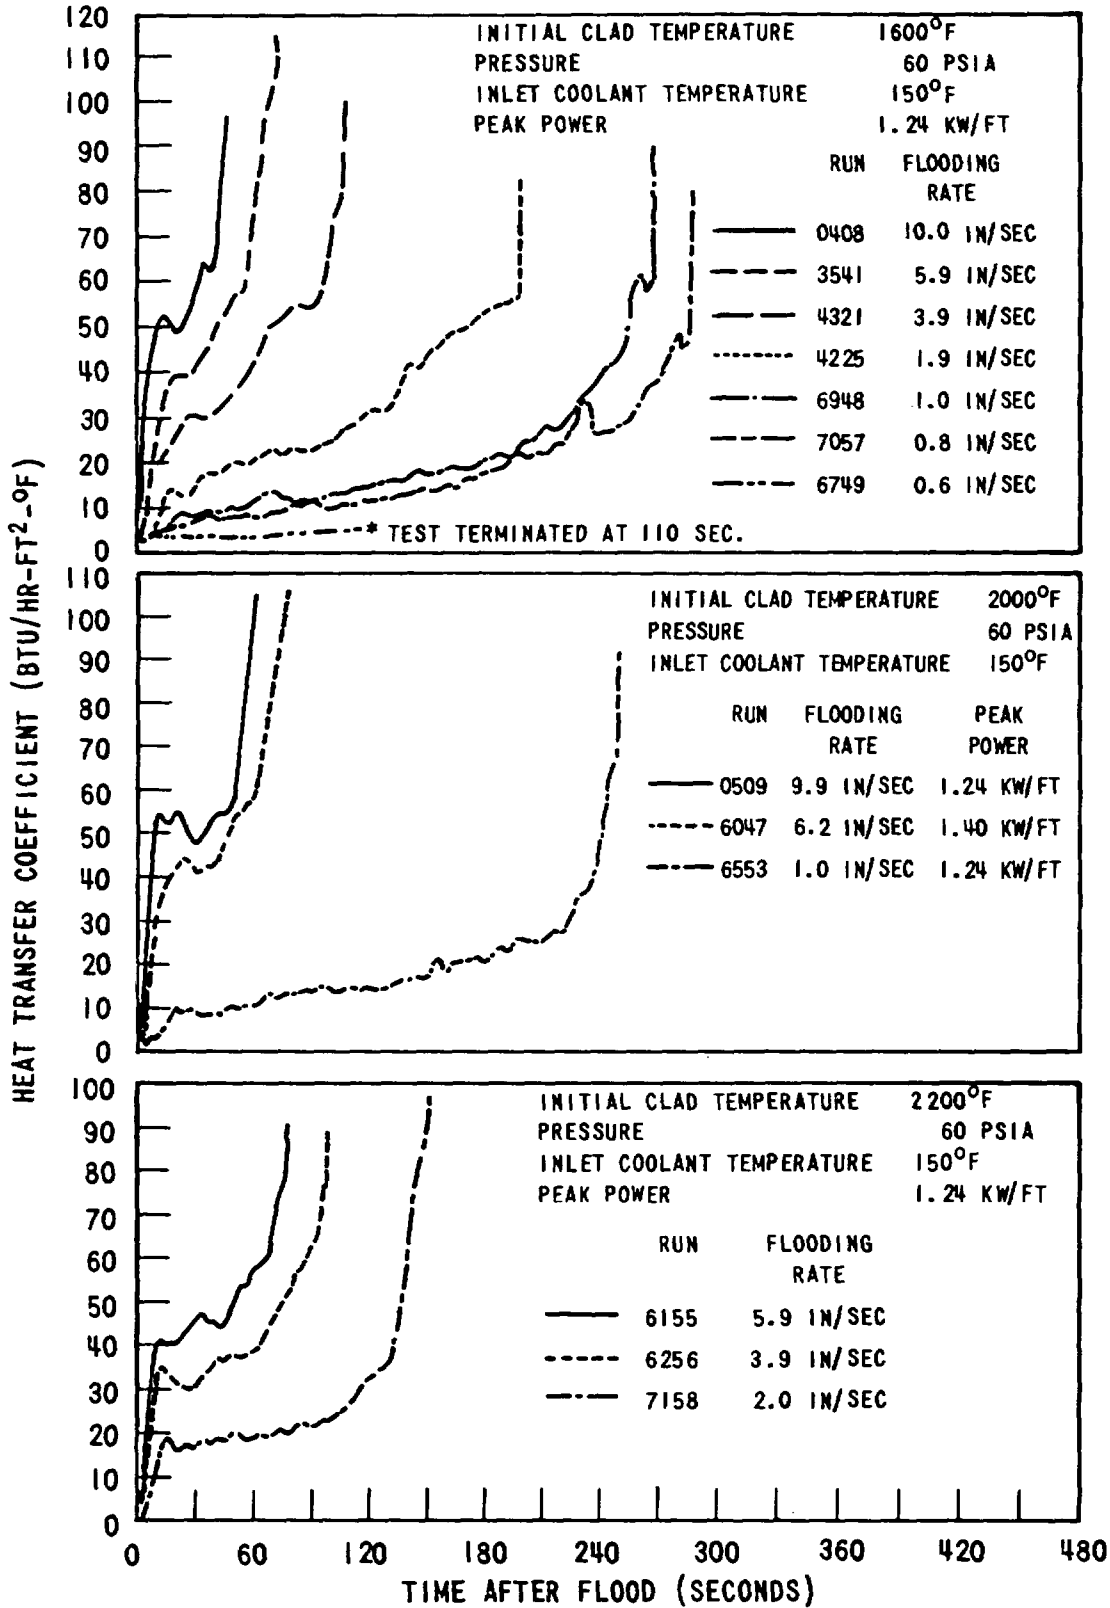 HEAT TRANSFER COEFFICIENT (BTU/HR-FT²-°F)
120
110
100
90
80
70
60
50
40
30
20
10
0
INITIAL CLAD TEMPERATURE 1600°F
PRESSURE 60 PSIA
INLET COOLANT TEMPERATURE 150°F
PEAK POWER 1.24 KW/FT
RUN FLOODING
RATE
0408 10.0 IN/SEC
3541 5.9 IN/SEC
4321 3.9 IN/SEC
4225 1.9 IN/SEC
6948 1.0 IN/SEC
7057 0.8 IN/SEC
6749 0.6 IN/SEC
* TEST TERMINATED AT 110 SEC.
110
100
90
80
70
60
50
40
30
20
10
0
INITIAL CLAD TEMPERATURE 2000°F
PRESSURE 60 PSIA
INLET COOLANT TEMPERATURE 150°F
RUN FLOODING PEAK
RATE POWER
0509 9.9 IN/SEC 1.24 KW/FT
6047 6.2 IN/SEC 1.40 KW/FT
6553 1.0 IN/SEC 1.24 KW/FT
100
90
80
70
60
50
40
30
20
10
0
INITIAL CLAD TEMPERATURE 2200°F
PRESSURE 60 PSIA
INLET COOLANT TEMPERATURE 150°F
PEAK POWER 1.24 KW/FT
RUN FLOODING
RATE
6155 5.9 IN/SEC
6256 3.9 IN/SEC
7158 2.0 IN/SEC
0 60 120 180 240 300 360 420 480
TIME AFTER FLOOD (SECONDS)